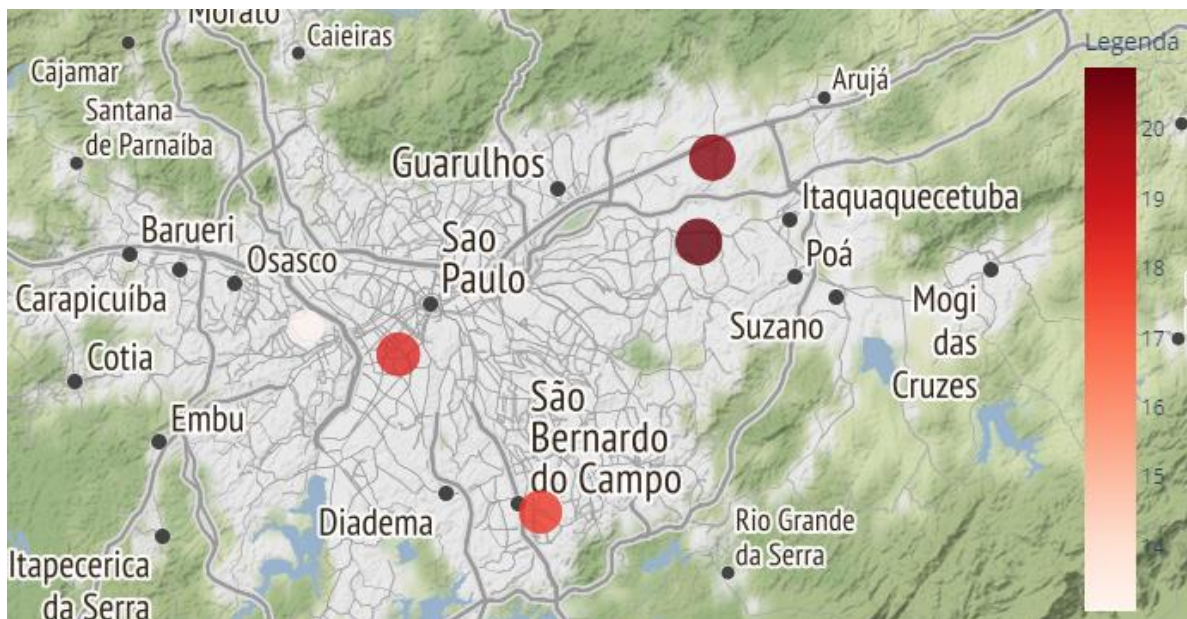 Morato
Caieiras
Cajamar
Santana
de Parnaíba
Arujá
Guarulhos
Itaquaquecetuba
Barueri
Osasco
Sao
Paulo
Poá
Carapicuíba
Suzano
Mogi
das
Cruzes
Cotia
Embu
São
Bernardo
do Campo
Diadema
Rio Grande
da Serra
Itapecerica
da Serra
Legenda
20
19
18
17
16
15
14